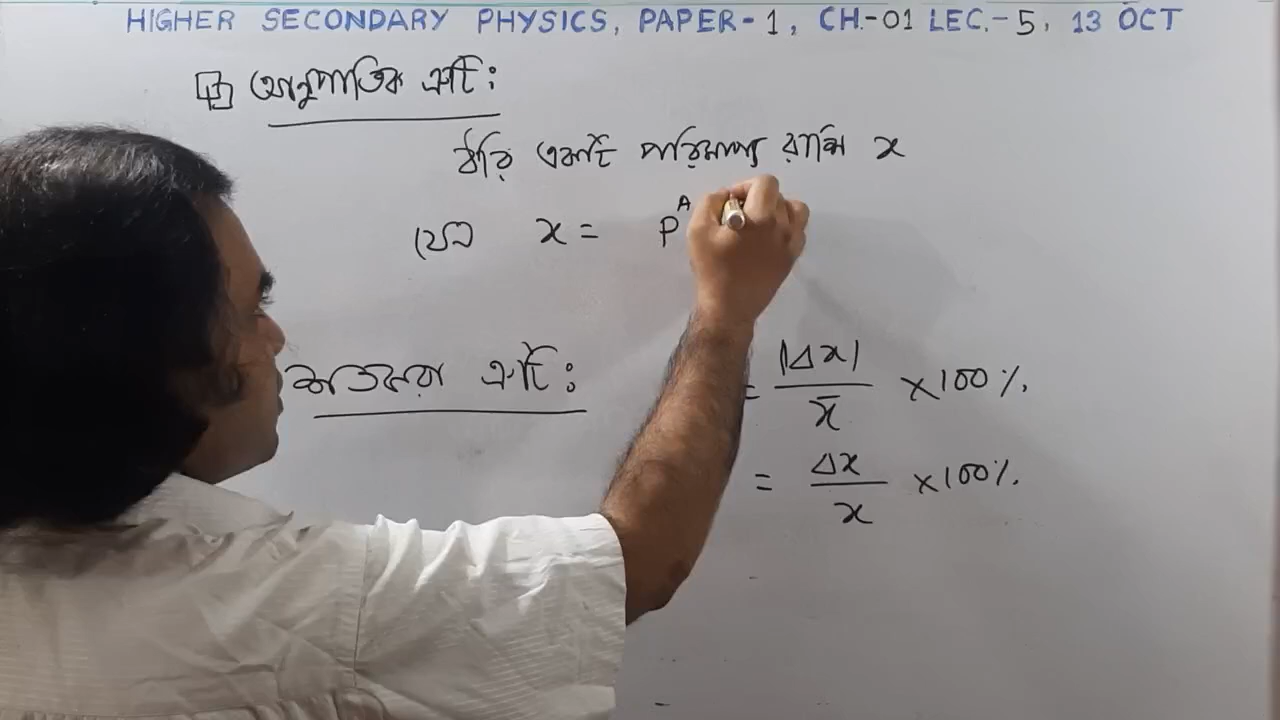 HIGHER SECONDARY PHYSICS, PAPER-1, CH.-01 LEC.-5, 13 OCT
আনুপাতিক ত্রুটি:
ধরি একটি পরিমাপ্য রাশি x
যেন x = P^A
শতকরা ত্রুটি: = |Δx| / x̄ × 100%.
= Δx / x × 100%.